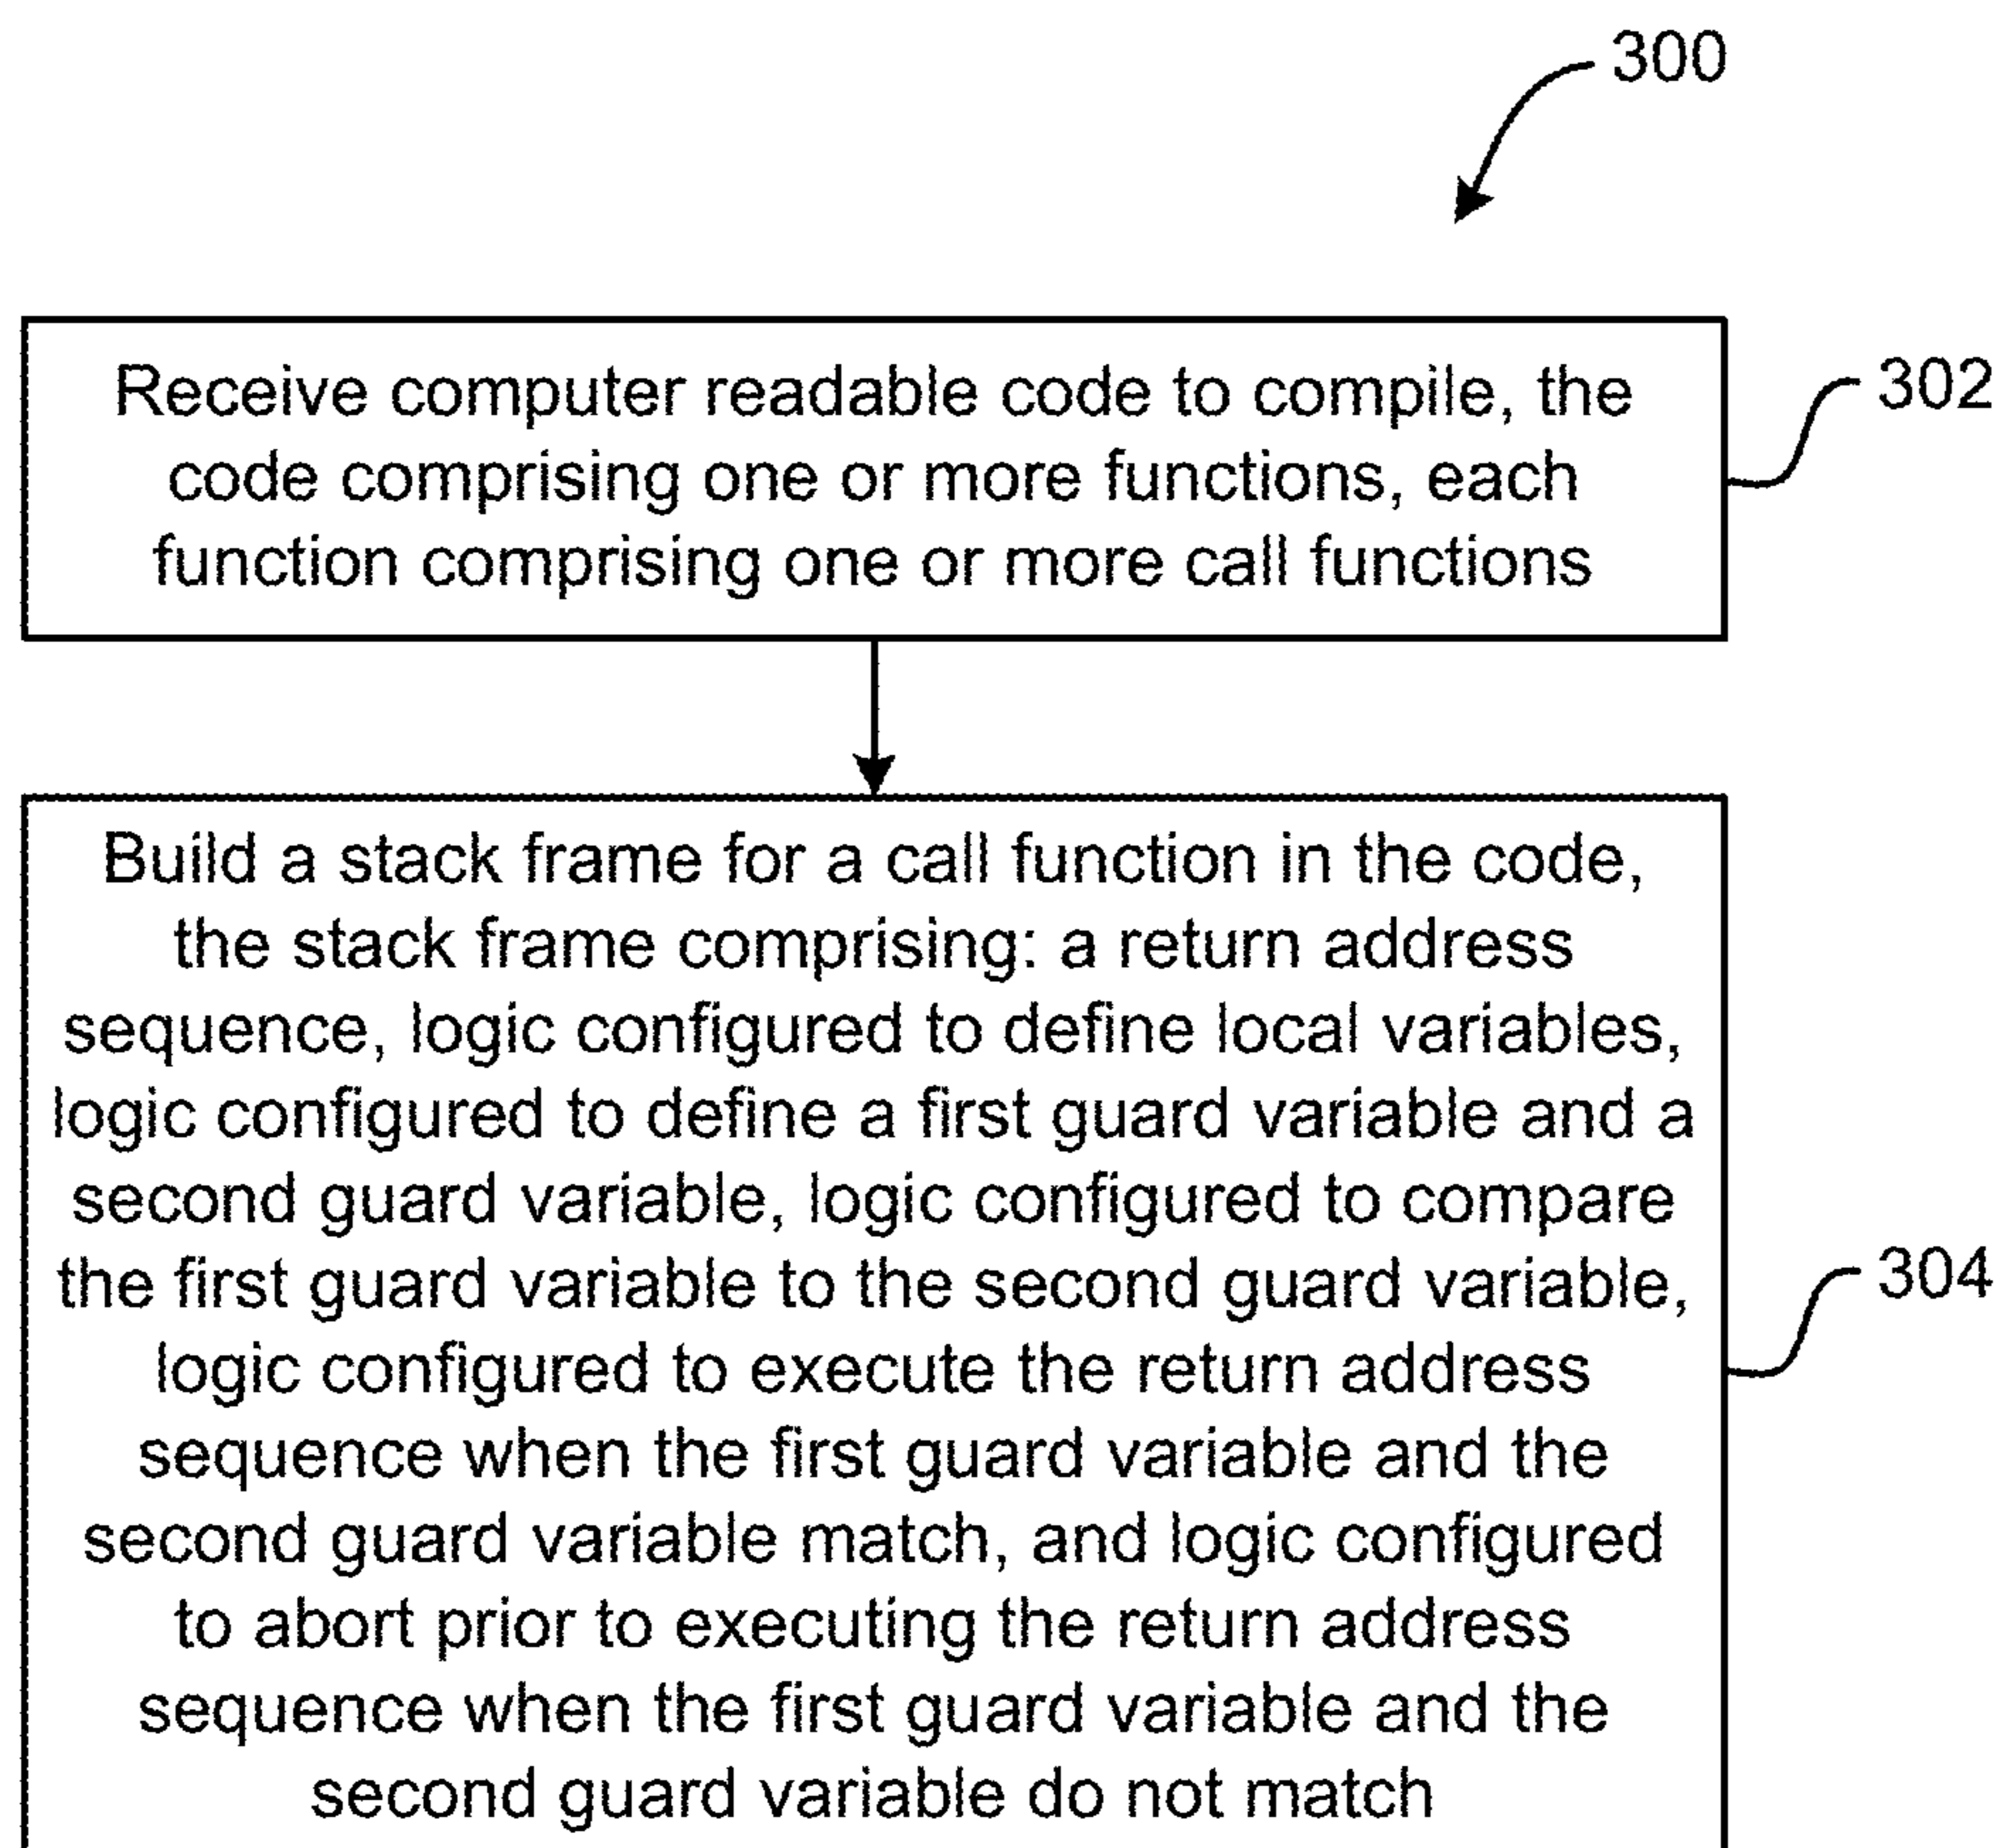 300
Receive computer readable code to compile, the
code comprising one or more functions, each
function comprising one or more call functions
302
Build a stack frame for a call function in the code,
the stack frame comprising: a return address
sequence, logic configured to define local variables,
logic configured to define a first guard variable and a
second guard variable, logic configured to compare
the first guard variable to the second guard variable,
logic configured to execute the return address
sequence when the first guard variable and the
second guard variable match, and logic configured
to abort prior to executing the return address
sequence when the first guard variable and the
second guard variable do not match
304